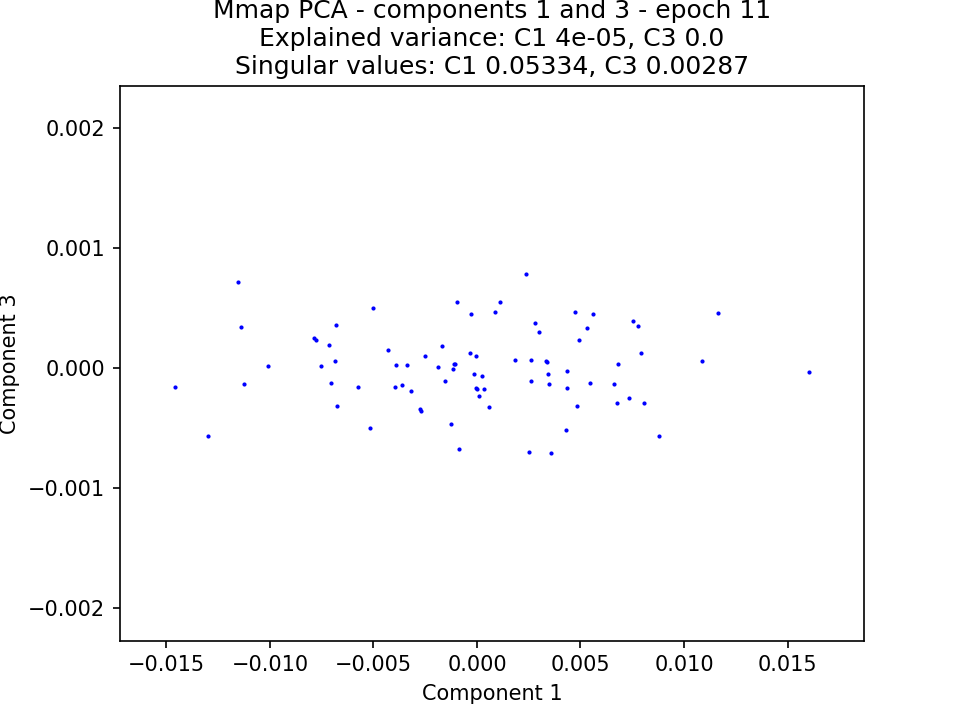 Mmap PCA - components 1 and 3 - epoch 11
Explained variance: C1 4e-05, C3 0.0
Singular values: C1 0.05334, C3 0.00287
Component 3
0.002
0.001
0.000
−0.001
−0.002
−0.015 −0.010 −0.005 0.000 0.005 0.010 0.015
Component 1